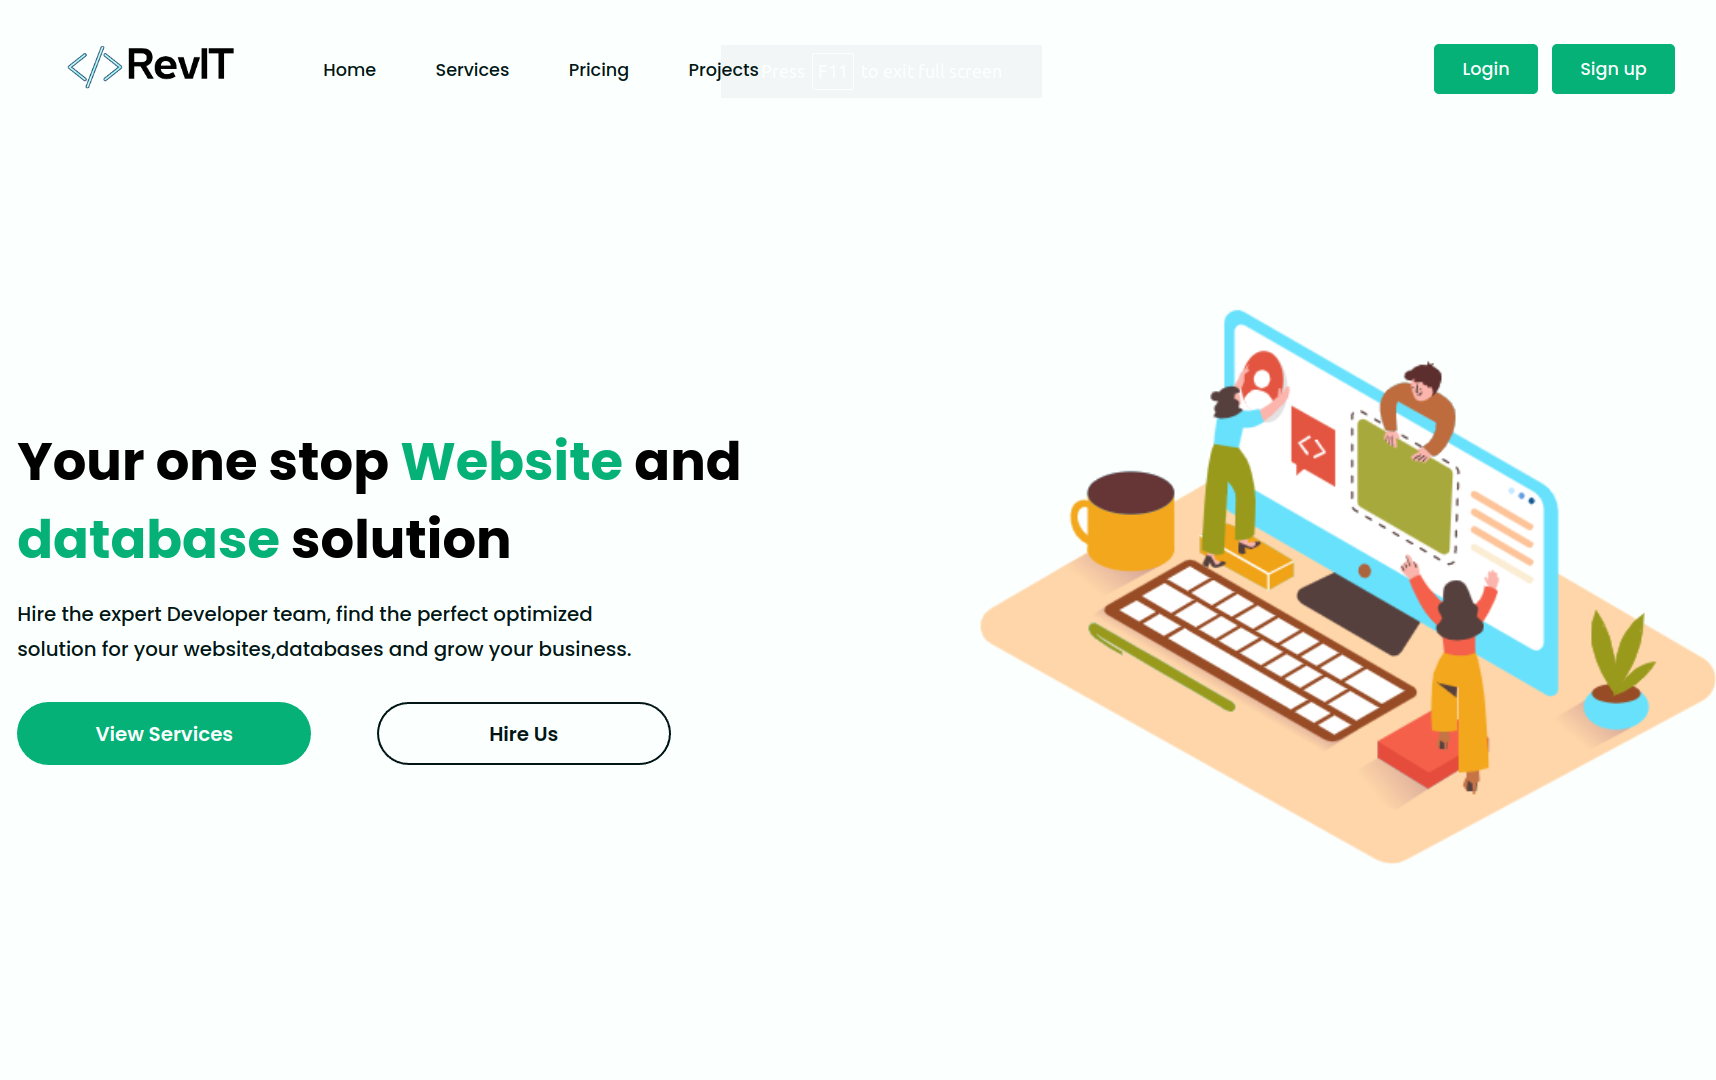 </> RevIT
Home Services Pricing Projects
Press F11 to exit full screen
Login Sign up
Your one stop Website and
database solution
Hire the expert Developer team, find the perfect optimized
solution for your websites,databases and grow your business.
View Services Hire Us